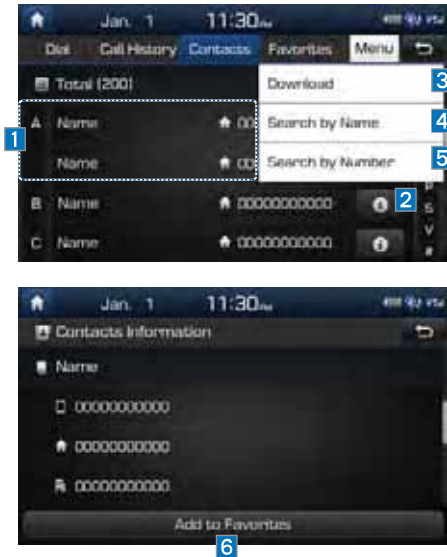 Jan. 1 11:30
Dial Call History Contacts Favorites Menu
Total (200) Download 3
1 A Name 00 Search by Name 4
Name 00 Search by Number 5
B Name 00000000000 2 S
C Name 00000000000 V
#
Jan. 1 11:30
Contacts Information
Name
00000000000
00000000000
00000000000
Add to Favorites
6